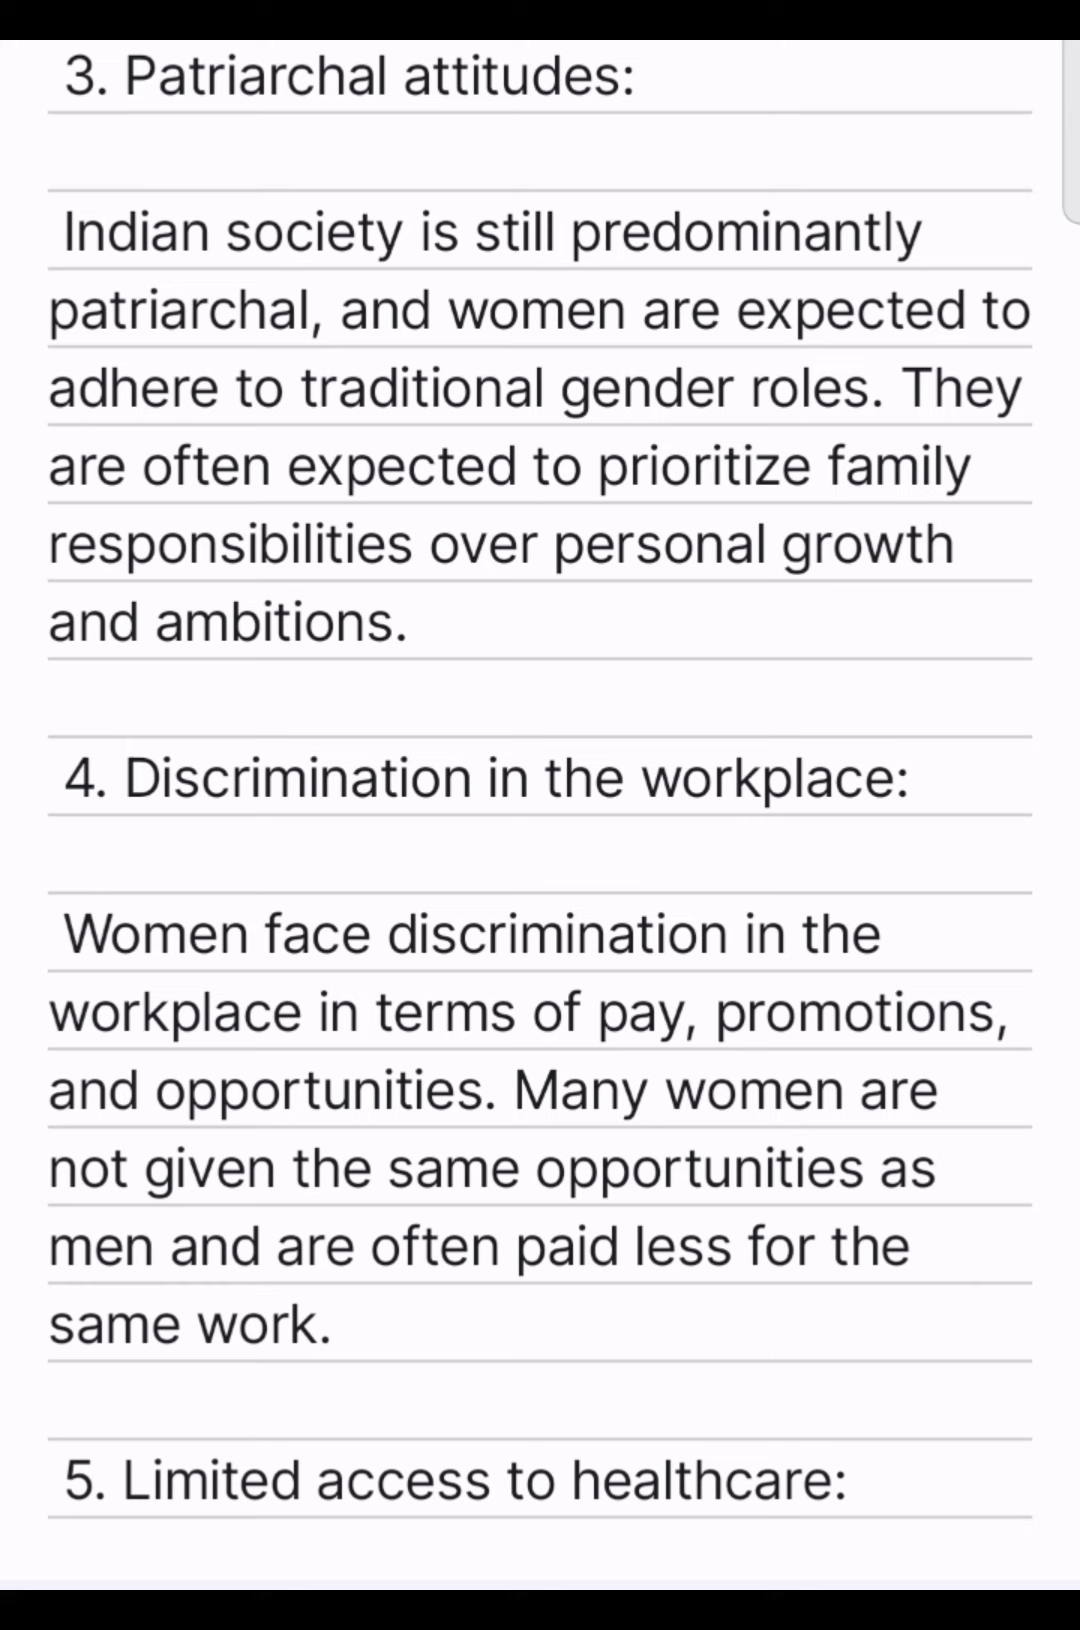 3. Patriarchal attitudes:
Indian society is still predominantly
patriarchal, and women are expected to
adhere to traditional gender roles. They
are often expected to prioritize family
responsibilities over personal growth
and ambitions.
4. Discrimination in the workplace:
Women face discrimination in the
workplace in terms of pay, promotions,
and opportunities. Many women are
not given the same opportunities as
men and are often paid less for the
same work.
5. Limited access to healthcare: